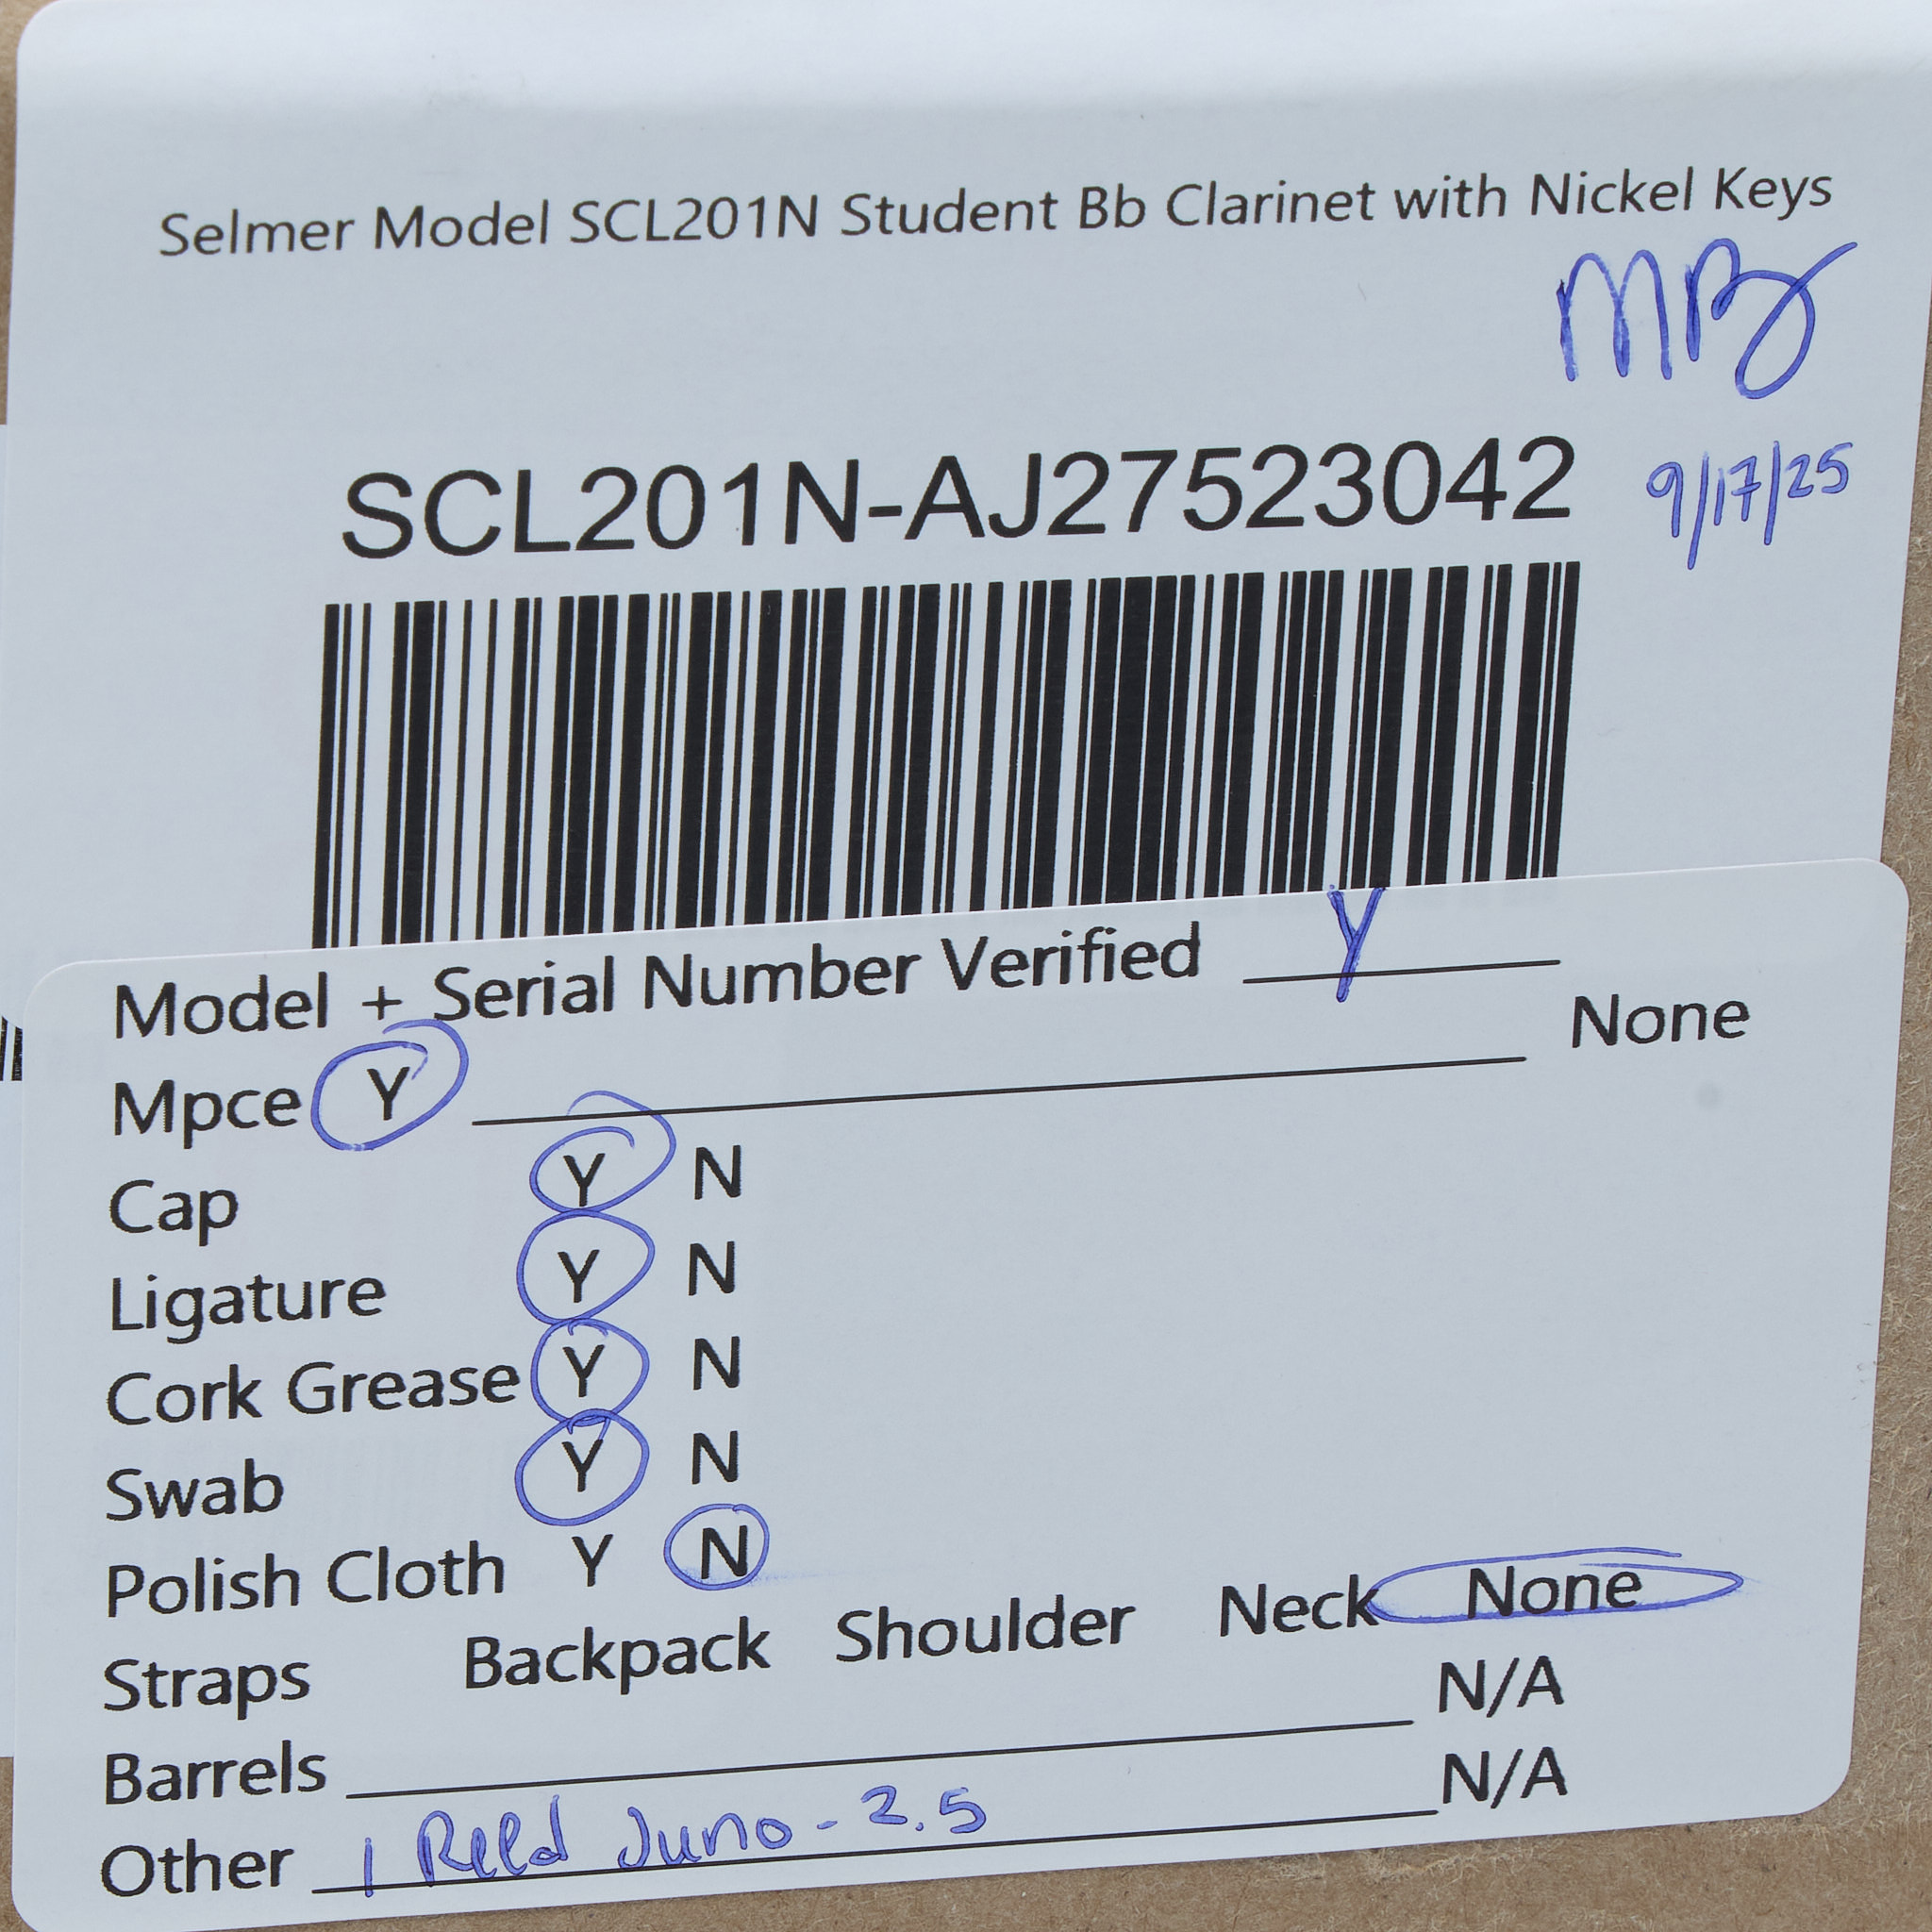 Selmer Model SCL201N Student Bb Clarinet with Nickel Keys
MB
SCL201N-AJ27523042 9/17/25
Model + Serial Number Verified Y
Mpce Y None
Cap Y N
Ligature Y N
Cork Grease Y N
Swab Y N
Polish Cloth Y N
Straps Backpack Shoulder Neck None
Barrels N/A
Other 1 Reed Juno - 2.5 N/A